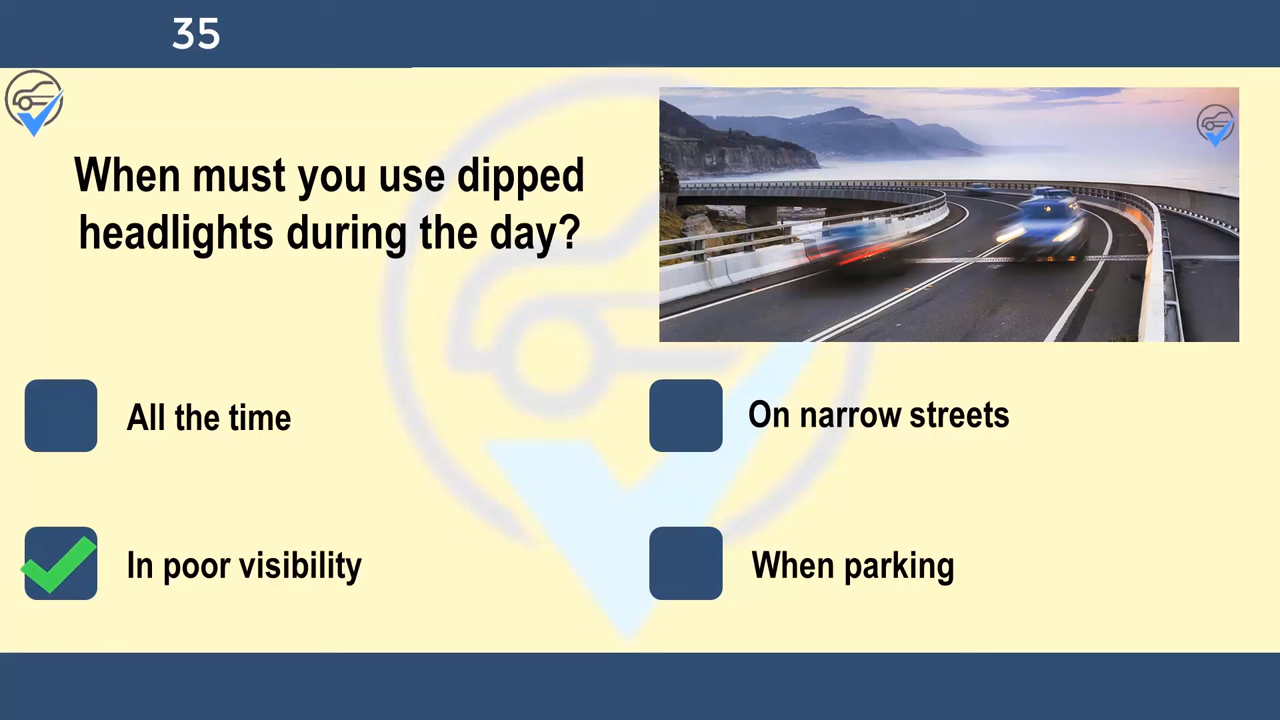 35
When must you use dipped
headlights during the day?
All the time
On narrow streets
In poor visibility
When parking